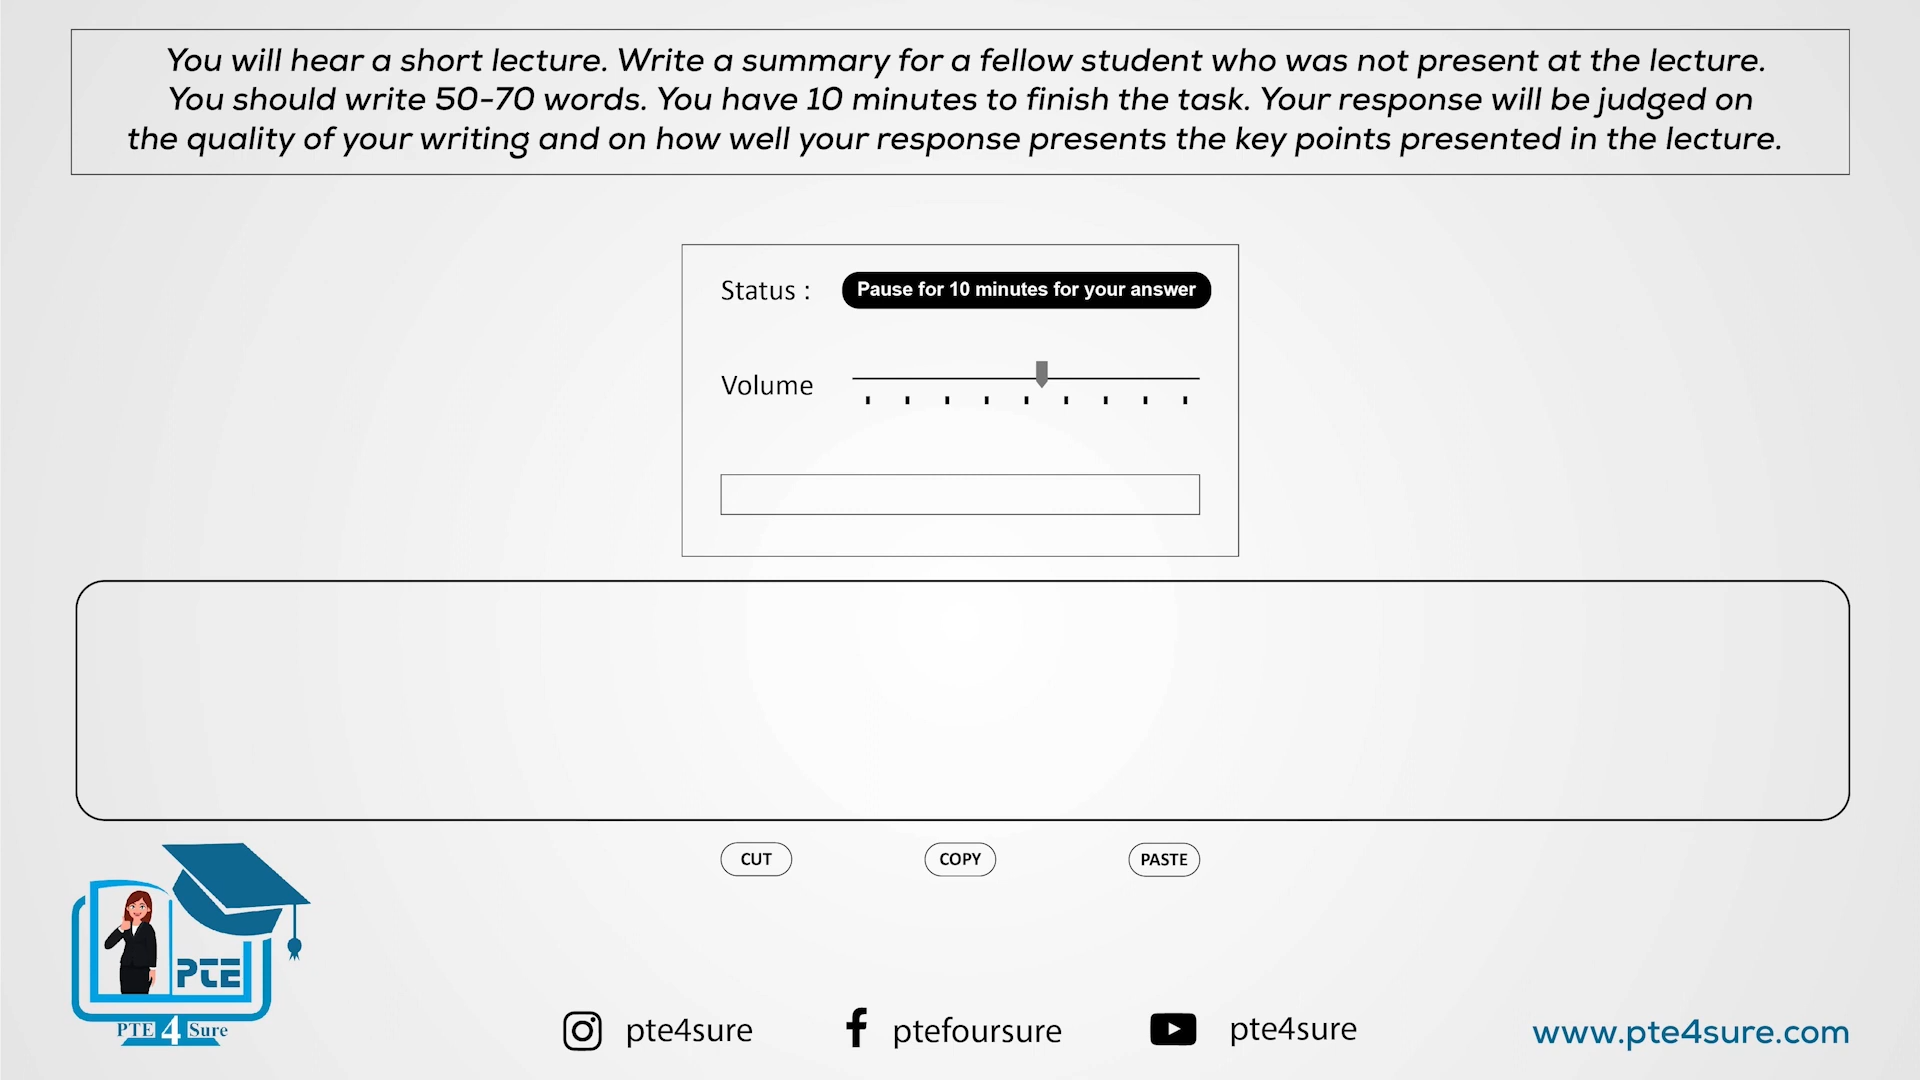 You will hear a short lecture. Write a summary for a fellow student who was not present at the lecture.
You should write 50-70 words. You have 10 minutes to finish the task. Your response will be judged on
the quality of your writing and on how well your response presents the key points presented in the lecture.
Status :
Pause for 10 minutes for your answer
Volume
CUT
COPY
PASTE
PTE
PTE 4 Sure
pte4sure
ptefoursure
pte4sure
www.pte4sure.com